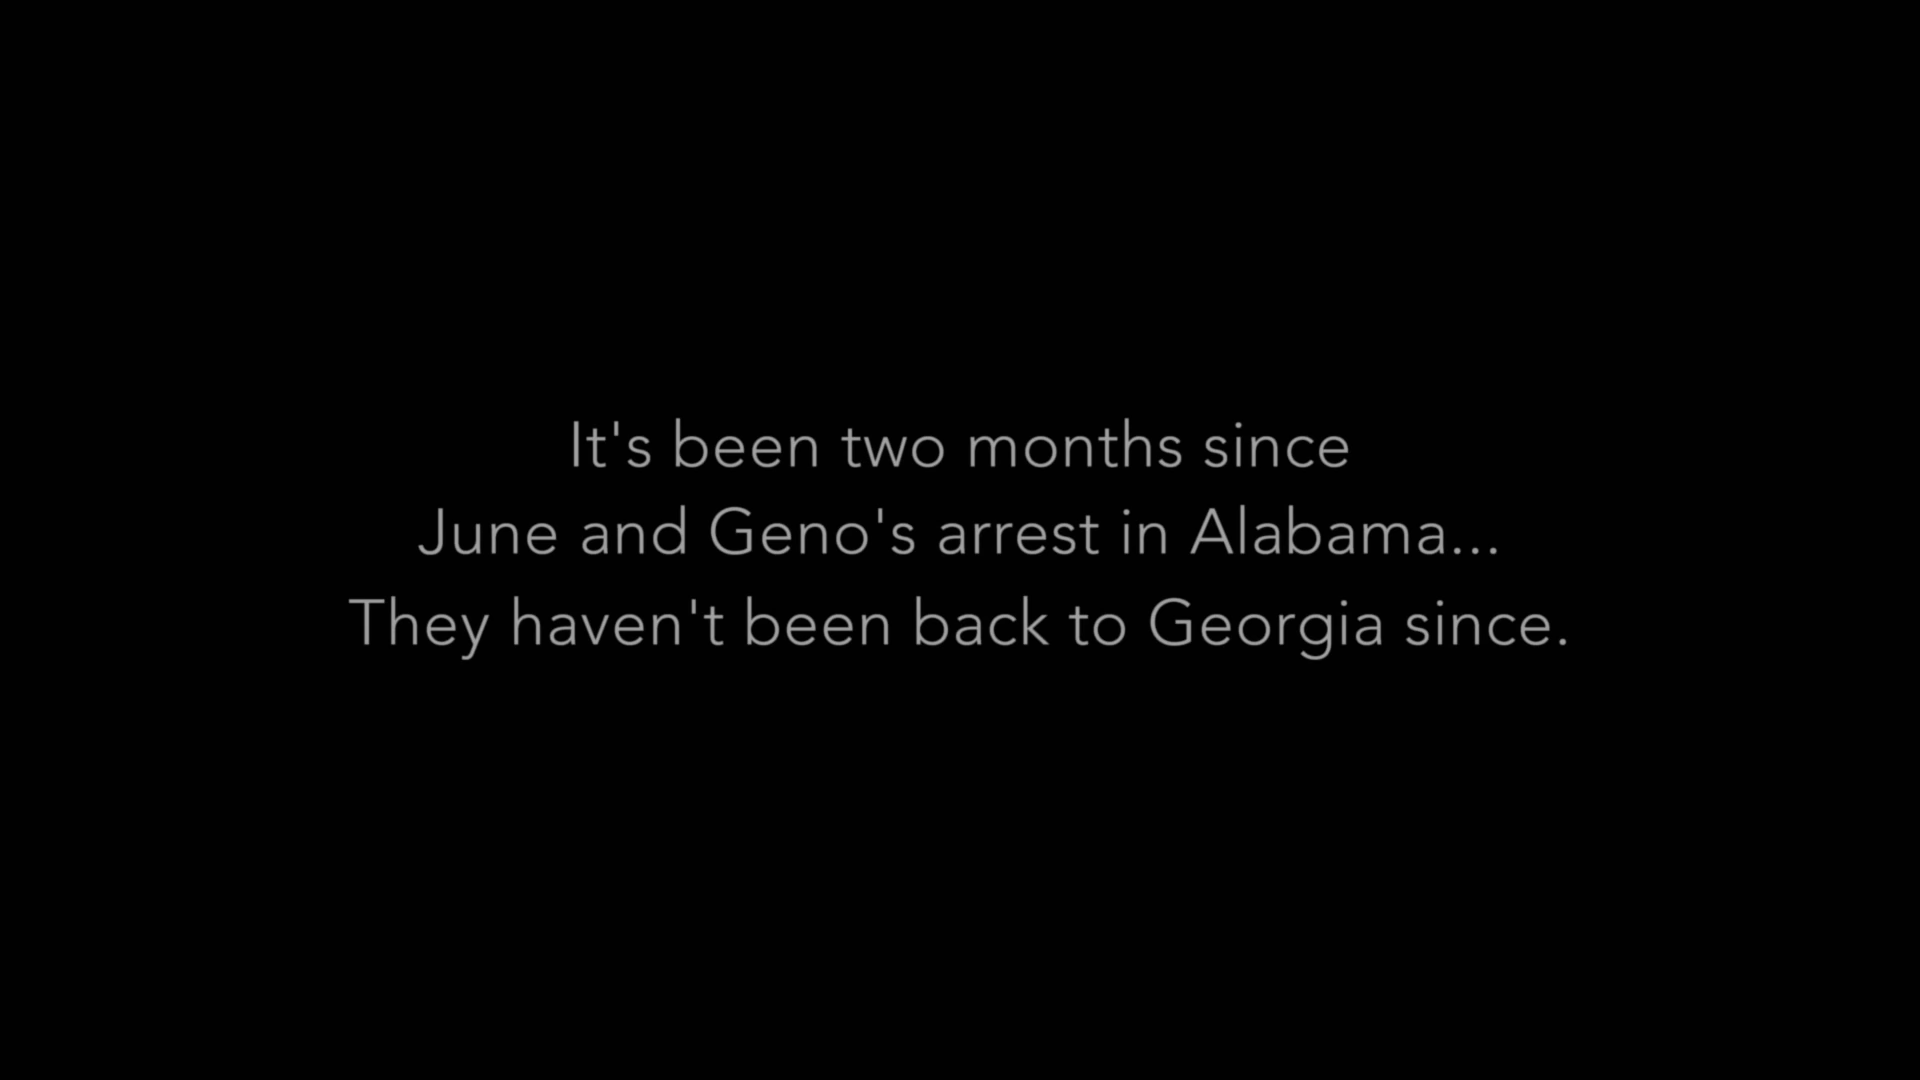 It's been two months since
June and Geno's arrest in Alabama...
They haven't been back to Georgia since.